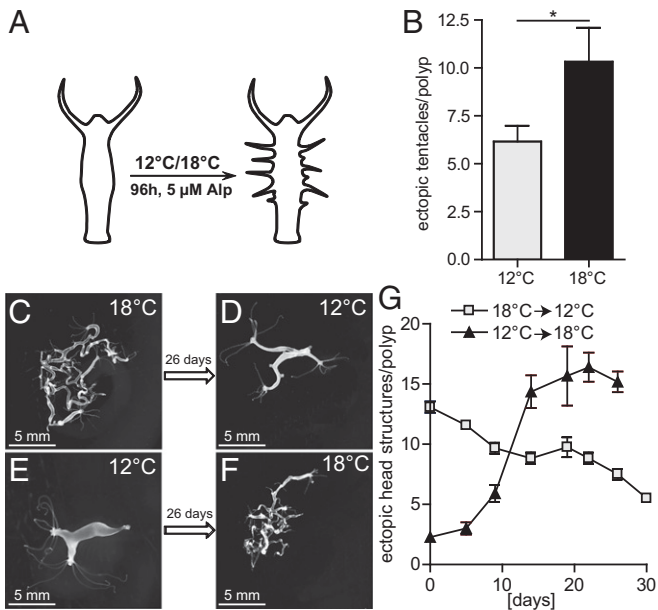 A
12°C/18°C
96h, 5 µM Alp
B
ectopic tentacles/polyp
12.5
10.0
7.5
5.0
2.5
0.0
*
12°C
18°C
C
18°C
5 mm
26 days
D
12°C
5 mm
E
12°C
5 mm
26 days
F
18°C
5 mm
G
18°C→12°C
12°C→18°C
ectopic head structures/polyp
20
15
10
5
0
0
10
20
30
[days]